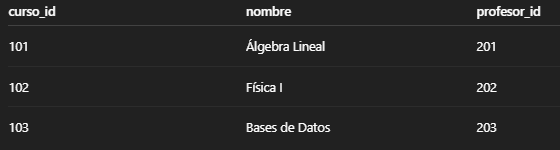 curso_id nombre profesor_id
101 Álgebra Lineal 201
102 Física I 202
103 Bases de Datos 203